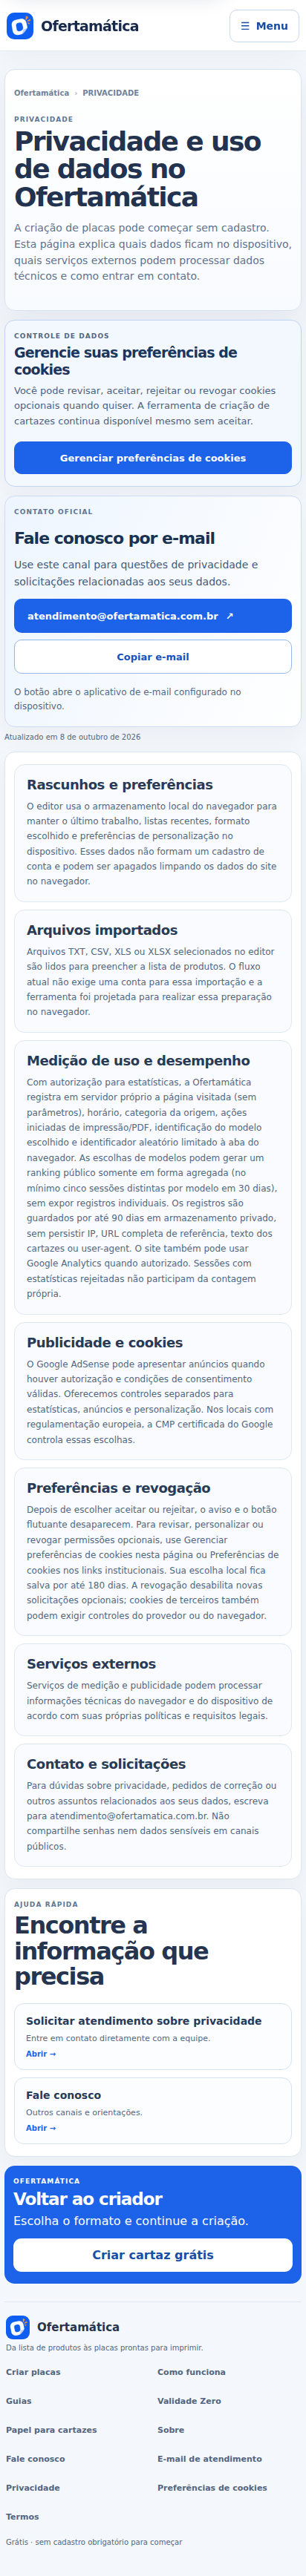 Ofertamática
☰ Menu
Ofertamática › PRIVACIDADE
PRIVACIDADE
Privacidade e uso
de dados no
Ofertamática
A criação de placas pode começar sem cadastro.
Esta página explica quais dados ficam no dispositivo,
quais serviços externos podem processar dados
técnicos e como entrar em contato.
CONTROLE DE DADOS
Gerencie suas preferências de
cookies
Você pode revisar, aceitar, rejeitar ou revogar cookies
opcionais quando quiser. A ferramenta de criação de
cartazes continua disponível mesmo sem aceitar.
Gerenciar preferências de cookies
CONTATO OFICIAL
Fale conosco por e-mail
Use este canal para questões de privacidade e
solicitações relacionadas aos seus dados.
atendimento@ofertamatica.com.br ↗
Copiar e-mail
O botão abre o aplicativo de e-mail configurado no
dispositivo.
Atualizado em 8 de outubro de 2026
Rascunhos e preferências
O editor usa o armazenamento local do navegador para
manter o último trabalho, listas recentes, formato
escolhido e preferências de personalização no
dispositivo. Esses dados não formam um cadastro de
conta e podem ser apagados limpando os dados do site
no navegador.
Arquivos importados
Arquivos TXT, CSV, XLS ou XLSX selecionados no editor
são lidos para preencher a lista de produtos. O fluxo
atual não exige uma conta para essa importação e a
ferramenta foi projetada para realizar essa preparação
no navegador.
Medição de uso e desempenho
Com autorização para estatísticas, a Ofertamática
registra em servidor próprio a página visitada (sem
parâmetros), horário, categoria da origem, ações
iniciadas de impressão/PDF, identificação do modelo
escolhido e identificador aleatório limitado à aba do
navegador. As escolhas de modelos podem gerar um
ranking público somente em forma agregada (no
mínimo cinco sessões distintas por modelo em 30 dias),
sem expor registros individuais. Os registros são
guardados por até 90 dias em armazenamento privado,
sem persistir IP, URL completa de referência, texto dos
cartazes ou user-agent. O site também pode usar
Google Analytics quando autorizado. Sessões com
estatísticas rejeitadas não participam da contagem
própria.
Publicidade e cookies
O Google AdSense pode apresentar anúncios quando
houver autorização e condições de consentimento
válidas. Oferecemos controles separados para
estatísticas, anúncios e personalização. Nos locais com
regulamentação europeia, a CMP certificada do Google
controla essas escolhas.
Preferências e revogação
Depois de escolher aceitar ou rejeitar, o aviso e o botão
flutuante desaparecem. Para revisar, personalizar ou
revogar permissões opcionais, use Gerenciar
preferências de cookies nesta página ou Preferências de
cookies nos links institucionais. Sua escolha local fica
salva por até 180 dias. A revogação desabilita novas
solicitações opcionais; cookies de terceiros também
podem exigir controles do provedor ou do navegador.
Serviços externos
Serviços de medição e publicidade podem processar
informações técnicas do navegador e do dispositivo de
acordo com suas próprias políticas e requisitos legais.
Contato e solicitações
Para dúvidas sobre privacidade, pedidos de correção ou
outros assuntos relacionados aos seus dados, escreva
para atendimento@ofertamatica.com.br. Não
compartilhe senhas nem dados sensíveis em canais
públicos.
AJUDA RÁPIDA
Encontre a
informação que
precisa
Solicitar atendimento sobre privacidade
Entre em contato diretamente com a equipe.
Abrir →
Fale conosco
Outros canais e orientações.
Abrir →
OFERTAMÁTICA
Voltar ao criador
Escolha o formato e continue a criação.
Criar cartaz grátis
Ofertamática
Da lista de produtos às placas prontas para imprimir.
Criar placas
Como funciona
Guias
Validade Zero
Papel para cartazes
Sobre
Fale conosco
E-mail de atendimento
Privacidade
Preferências de cookies
Termos
Grátis · sem cadastro obrigatório para começar